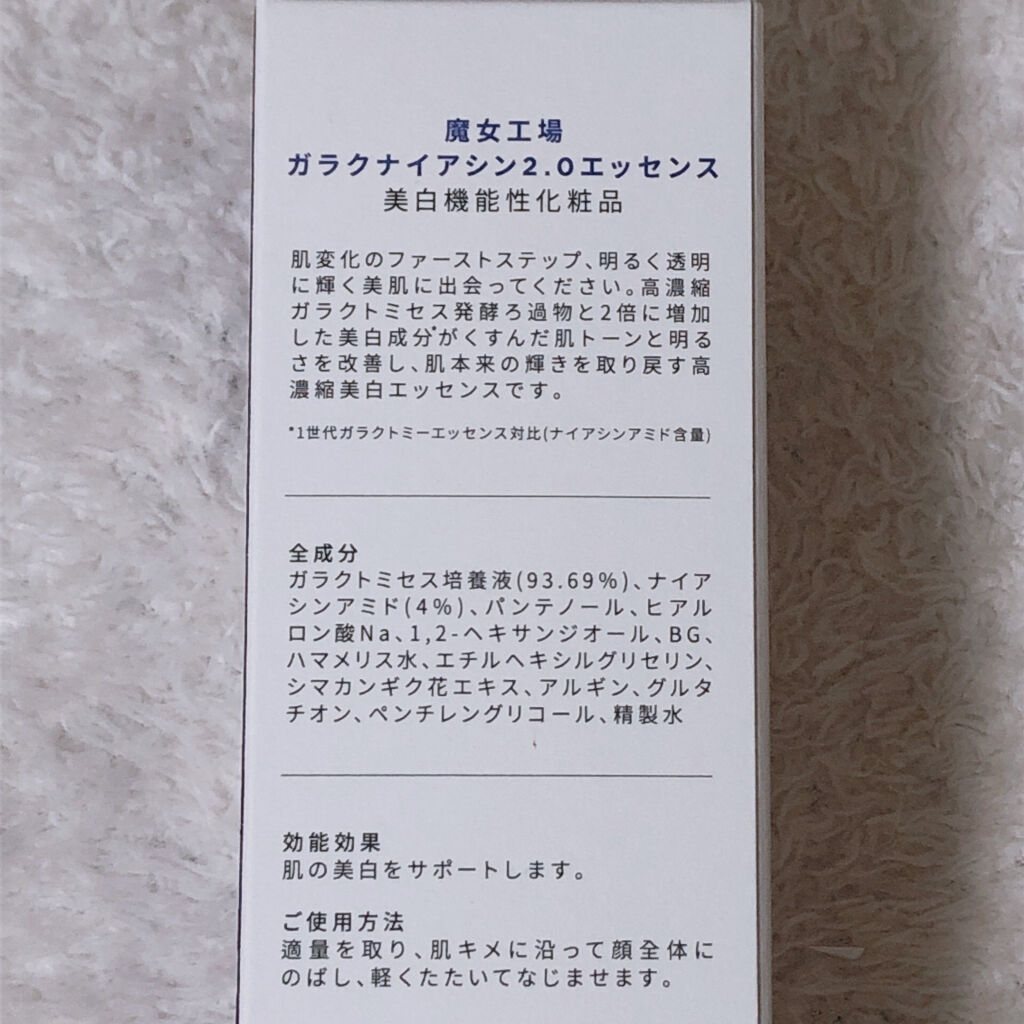 魔女工場
ガラクナイアシン2.0エッセンス
美白機能性化粧品
肌変化のファーストステップ、明るく透明
に輝く美肌に出会ってください。高濃縮
ガラクトミセス発酵ろ過物と2倍に増加
した美白成分*がくすんだ肌トーンと明る
さを改善し、肌本来の輝きを取り戻す高
濃縮美白エッセンスです。
*1世代ガラクトミーエッセンス対比(ナイアシンアミド含量)
全成分
ガラクトミセス培養液(93.69%)、ナイア
シンアミド(4%)、パンテノール、ヒアル
ロン酸Na、1,2-ヘキサンジオール、BG、
ハマメリス水、エチルヘキシルグリセリン、
シマカンギク花エキス、アルギン、グルタ
チオン、ペンチレングリコール、精製水
効能効果
肌の美白をサポートします。
ご使用方法
適量を取り、肌キメに沿って顔全体に
のばし、軽くたたいてなじませます。